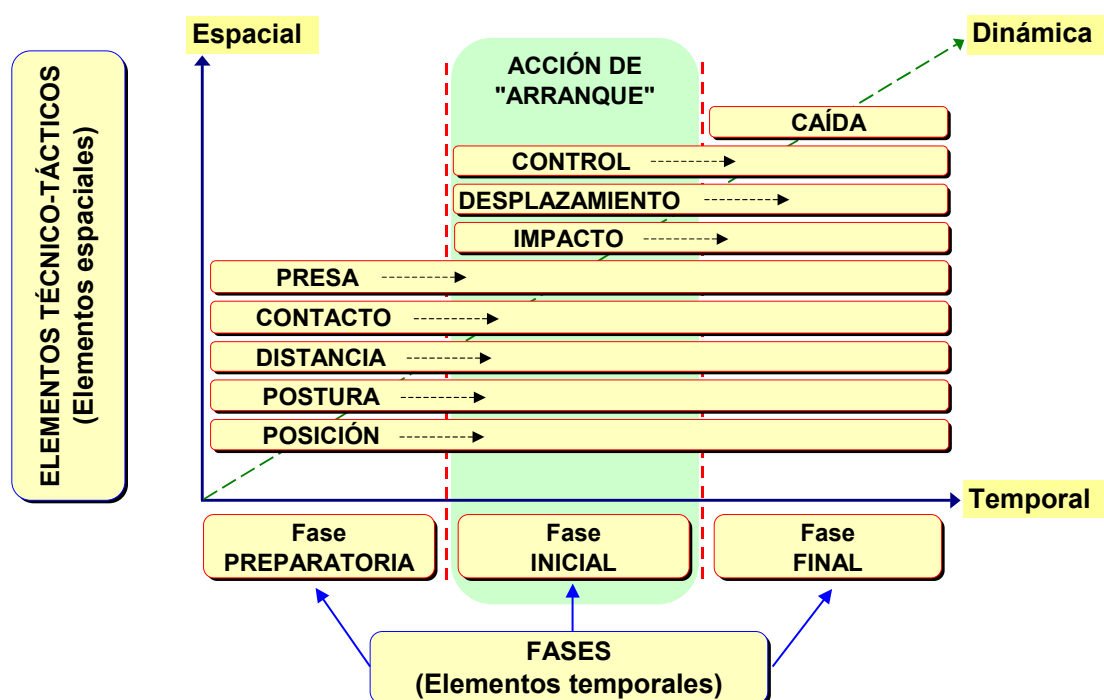 ELEMENTOS TÉCNICO-TÁCTICOS
(Elementos espaciales)
Espacial
Dinámica
ACCIÓN DE
"ARRANQUE"
CAÍDA
CONTROL
DESPLAZAMIENTO
IMPACTO
PRESA
CONTACTO
DISTANCIA
POSTURA
POSICIÓN
Temporal
Fase
PREPARATORIA
Fase
INICIAL
Fase
FINAL
FASES
(Elementos temporales)